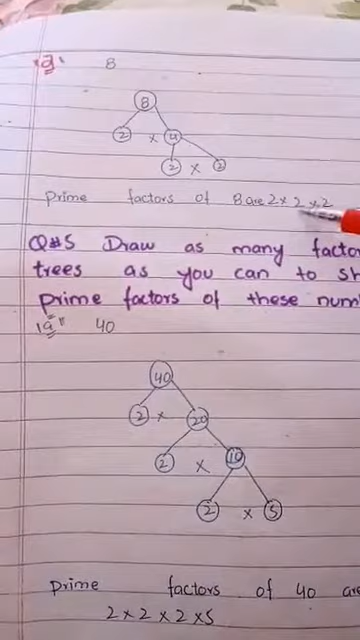 "a" 8
8
2 × 4
2 × 2
Prime factors of 8 are 2 × 2 × 2
Q#5 Draw as many facto
trees as you can to sh
prime factors of these num
"a" 40
40
2 × 20
2 × 10
2 × 5
Prime factors of 40 are
2 × 2 × 2 × 5